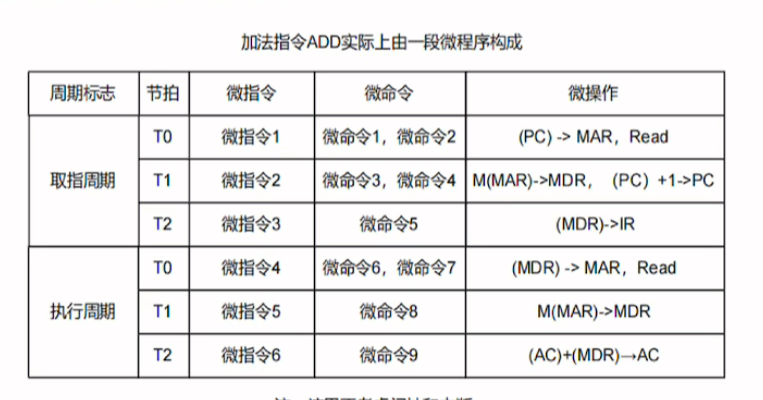 加法指令ADD实际上由一段微程序构成
周期标志 节拍 微指令 微命令 微操作
取指周期 T0 微指令1 微命令1，微命令2 (PC) -> MAR，Read
T1 微指令2 微命令3，微命令4 M(MAR)->MDR， (PC) +1->PC
T2 微指令3 微命令5 (MDR)->IR
执行周期 T0 微指令4 微命令6，微命令7 (MDR) -> MAR，Read
T1 微指令5 微命令8 M(MAR)->MDR
T2 微指令6 微命令9 (AC)+(MDR)→AC